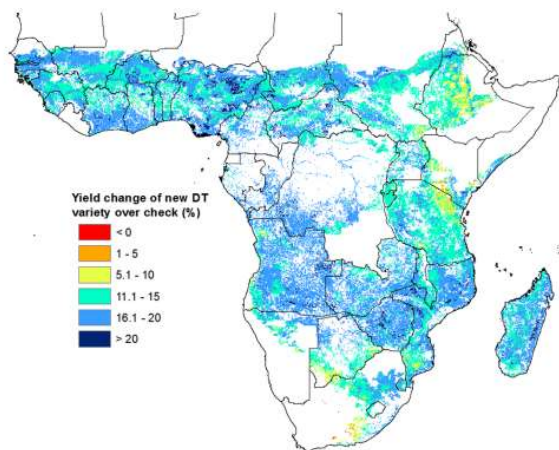 Yield change of new DT
variety over check (%)
< 0
1 - 5
5.1 - 10
11.1 - 15
16.1 - 20
> 20